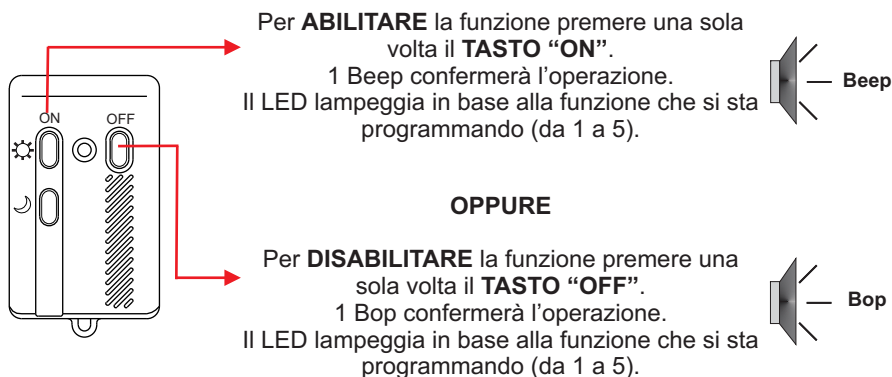 Per ABILITARE la funzione premere una sola
volta il TASTO “ON”.
1 Beep confermerà l’operazione.
Il LED lampeggia in base alla funzione che si sta
programmando (da 1 a 5).
Beep
ON
OFF
OPPURE
Per DISABILITARE la funzione premere una
sola volta il TASTO “OFF”.
1 Bop confermerà l’operazione.
Il LED lampeggia in base alla funzione che si sta
programmando (da 1 a 5).
Bop